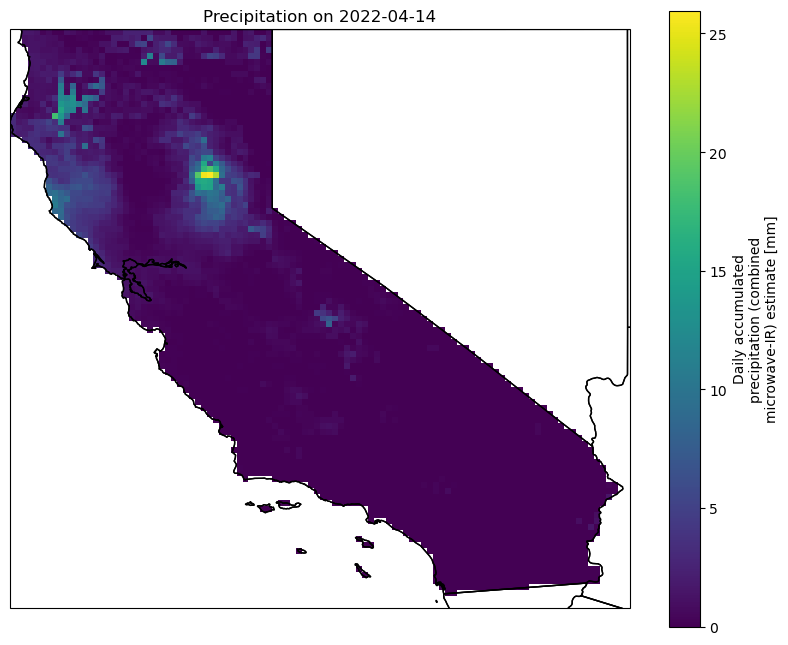 Precipitation on 2022-04-14
25
20
15
10
5
0
Daily accumulated
precipitation (combined
microwave-IR) estimate [mm]